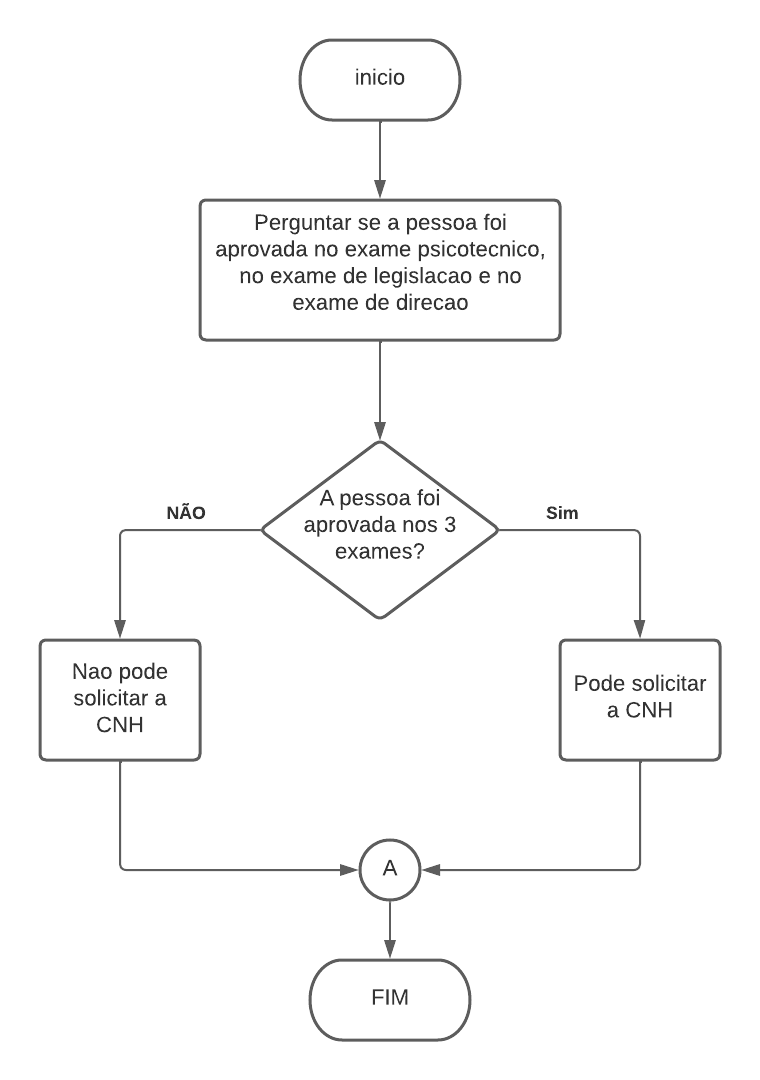 inicio
Perguntar se a pessoa foi
aprovada no exame psicotecnico,
no exame de legislacao e no
exame de direcao
A pessoa foi
aprovada nos 3
exames?
NÃO
Sim
Nao pode
solicitar a
CNH
Pode solicitar
a CNH
A
FIM